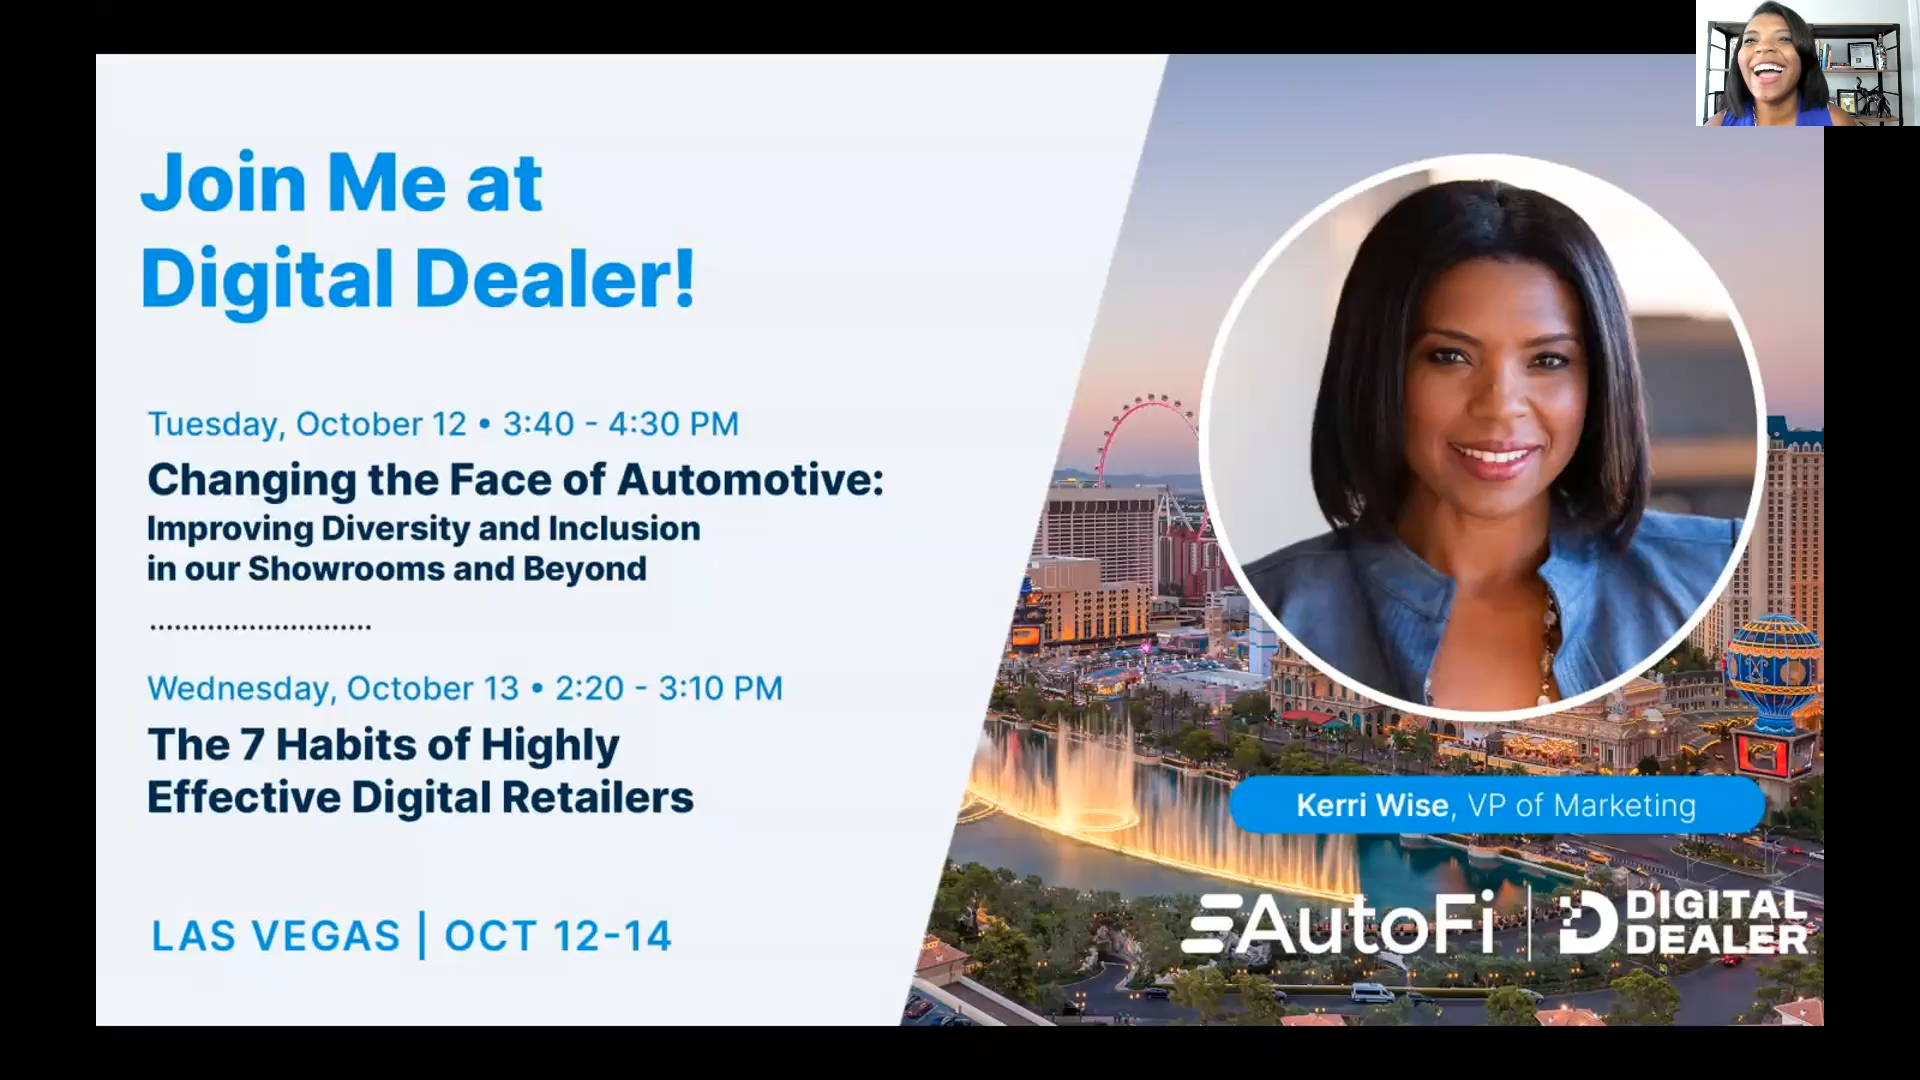 Join Me at
Digital Dealer!
Tuesday, October 12 • 3:40 - 4:30 PM
Changing the Face of Automotive:
Improving Diversity and Inclusion
in our Showrooms and Beyond
Wednesday, October 13 • 2:20 - 3:10 PM
The 7 Habits of Highly
Effective Digital Retailers
LAS VEGAS | OCT 12-14
Kerri Wise, VP of Marketing
AutoFi
DIGITAL
DEALER